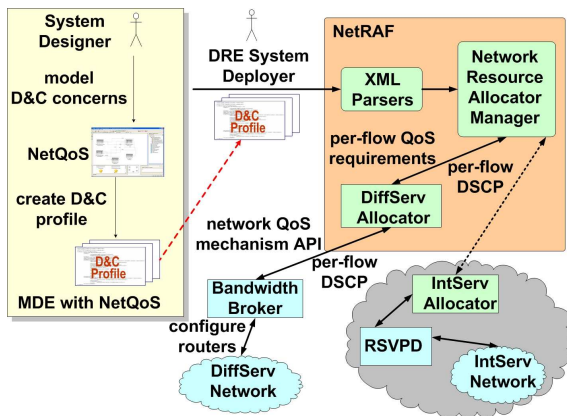 System
Designer
model
D&C concerns
NetQoS
create D&C
profile
D&C
Profile
MDE with NetQoS
DRE System
Deployer
D&C
Profile
NetRAF
XML
Parsers
Network
Resource
Allocator
Manager
per-flow QoS
requirements
per-flow
DSCP
DiffServ
Allocator
network QoS
mechanism API
per-flow
DSCP
Bandwidth
Broker
configure
routers
DiffServ
Network
IntServ
Allocator
RSVPD
IntServ
Network